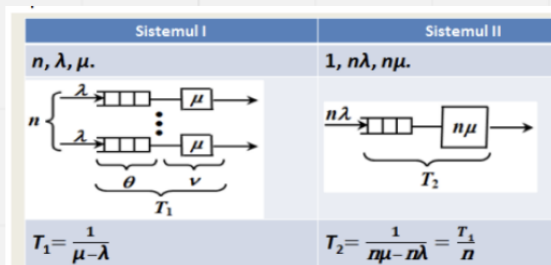 Sistemul I
Sistemul II
n, λ, μ.
1, nλ, nμ.
λ
μ
n
λ
μ
θ
ν
T₁
nλ
nμ
T₂
T₁= 1/μ−λ
T₂= 1/nμ−nλ = T₁/n